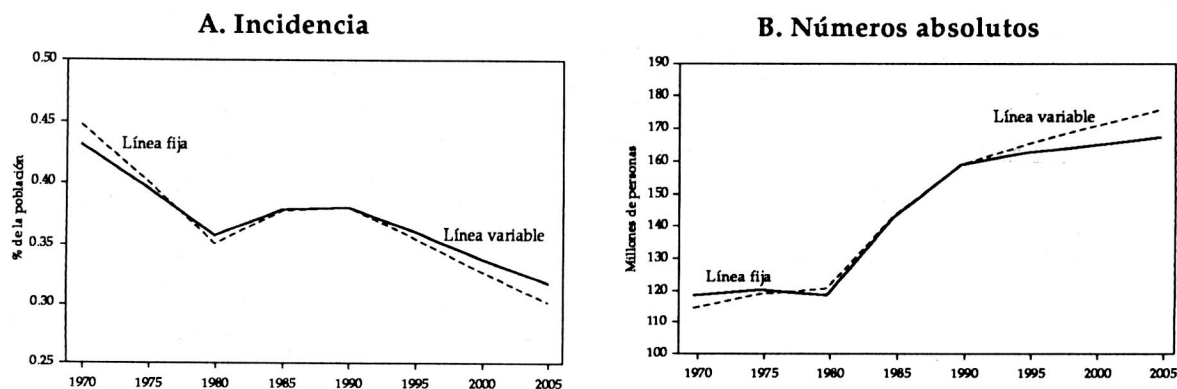 A. Incidencia
% de la población
0.50
0.45
0.40
0.35
0.30
0.25
Línea fija
Línea variable
1970 1975 1980 1985 1990 1995 2000 2005
B. Números absolutos
Millones de personas
190
180
170
160
150
140
130
120
110
100
Línea variable
Línea fija
1970 1975 1980 1985 1990 1995 2000 2005